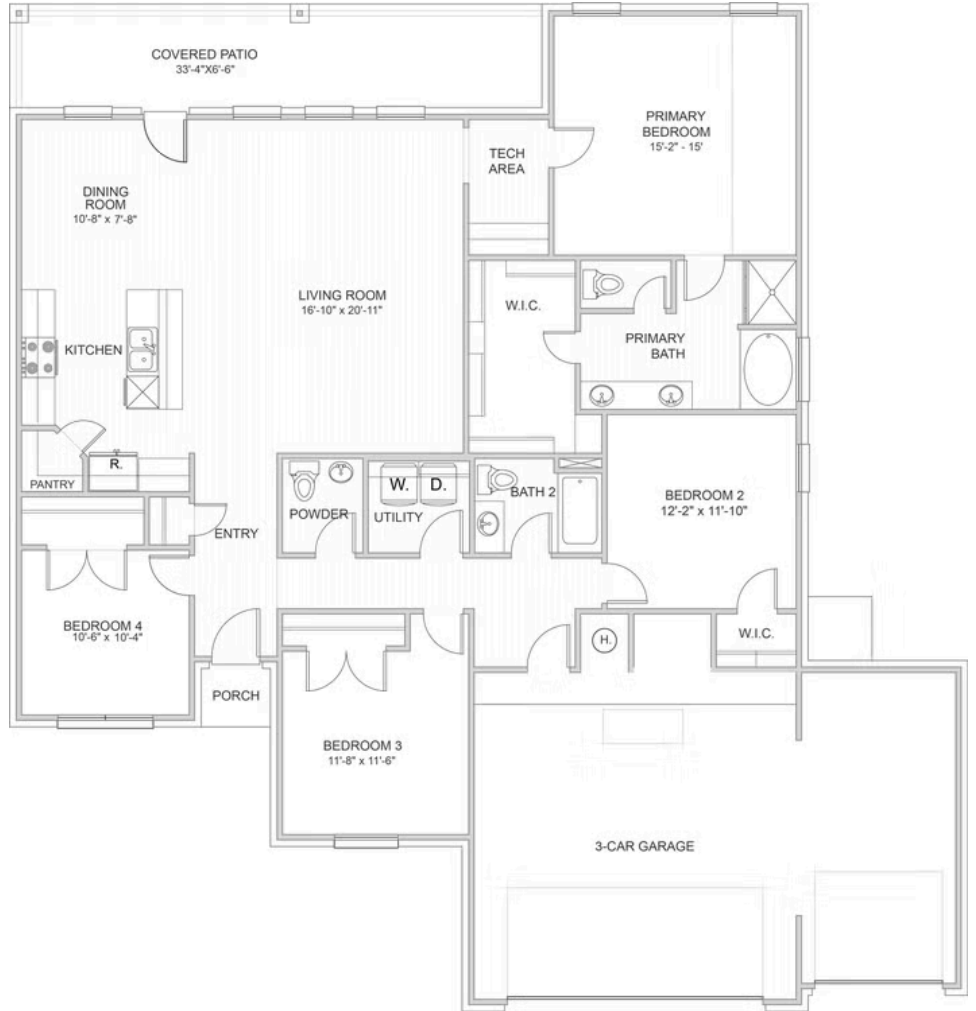 COVERED PATIO
33'-4"X6'-6"
PRIMARY
BEDROOM
15'-2" - 15'
TECH
AREA
DINING
ROOM
10'-8" x 7'-8"
LIVING ROOM
16'-10" x 20'-11"
W.I.C.
KITCHEN
PRIMARY
BATH
R.
PANTRY
W.
D.
POWDER
UTILITY
BATH 2
BEDROOM 2
12'-2" x 11'-10"
ENTRY
BEDROOM 4
10'-6" x 10'-4"
H.
W.I.C.
PORCH
BEDROOM 3
11'-8" x 11'-6"
3-CAR GARAGE